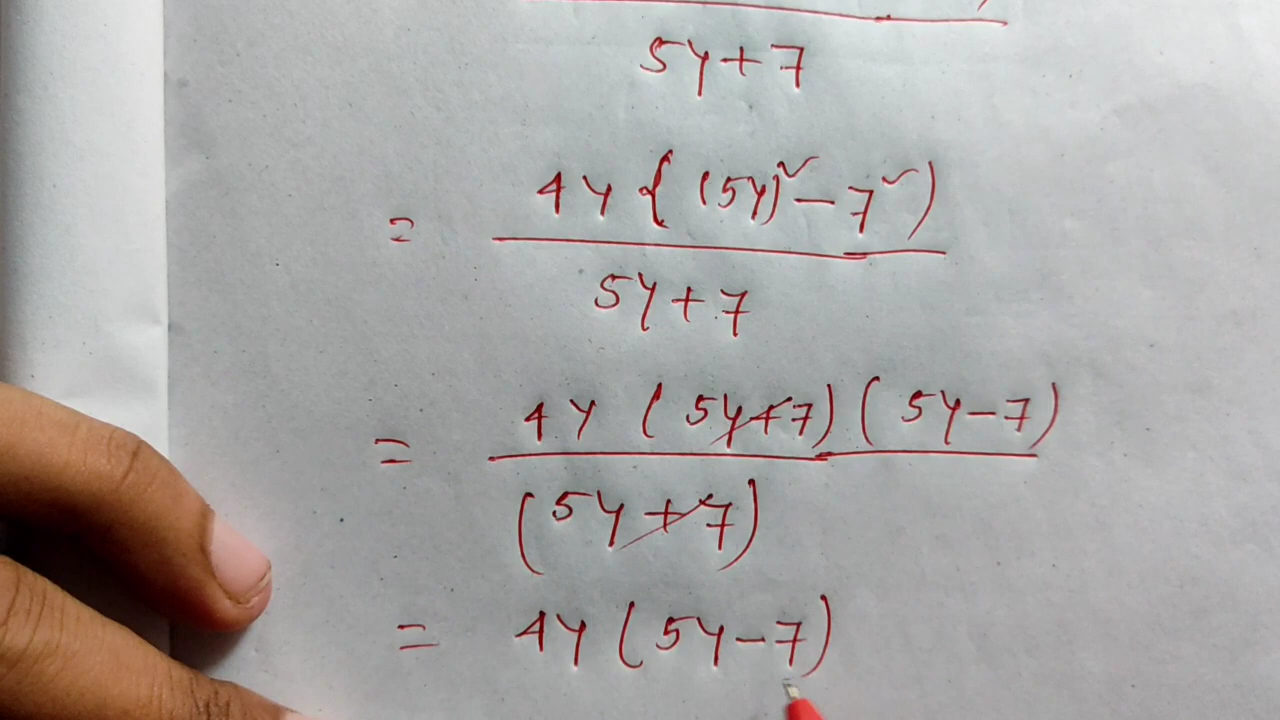 5y+7
= 4y{(5y)²-7²)
5y+7
= 4y(5y+7)(5y-7)
(5y+7)
= 4y(5y-7)